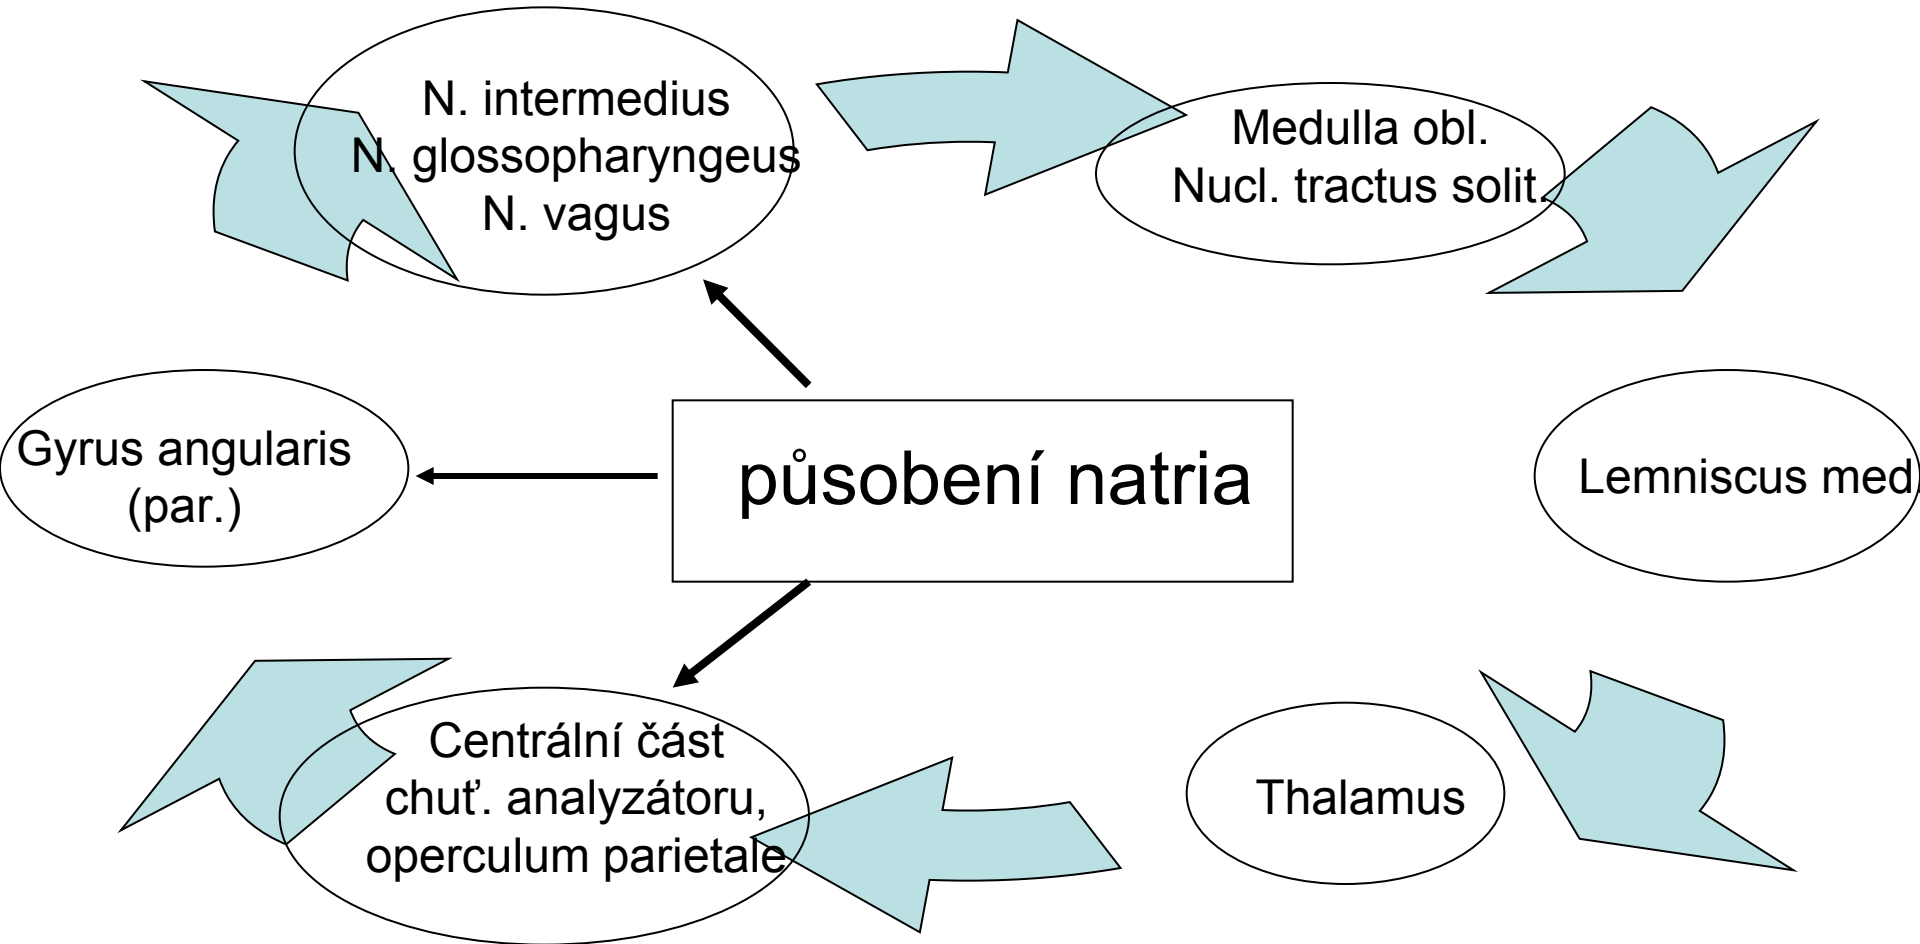 N. intermedius
N. glossopharyngeus
N. vagus
Medulla obl.
Nucl. tractus solit.
Gyrus angularis
(par.)
působení natria
Lemniscus med.
Centrální část
chuť. analyzátoru,
operculum parietale
Thalamus